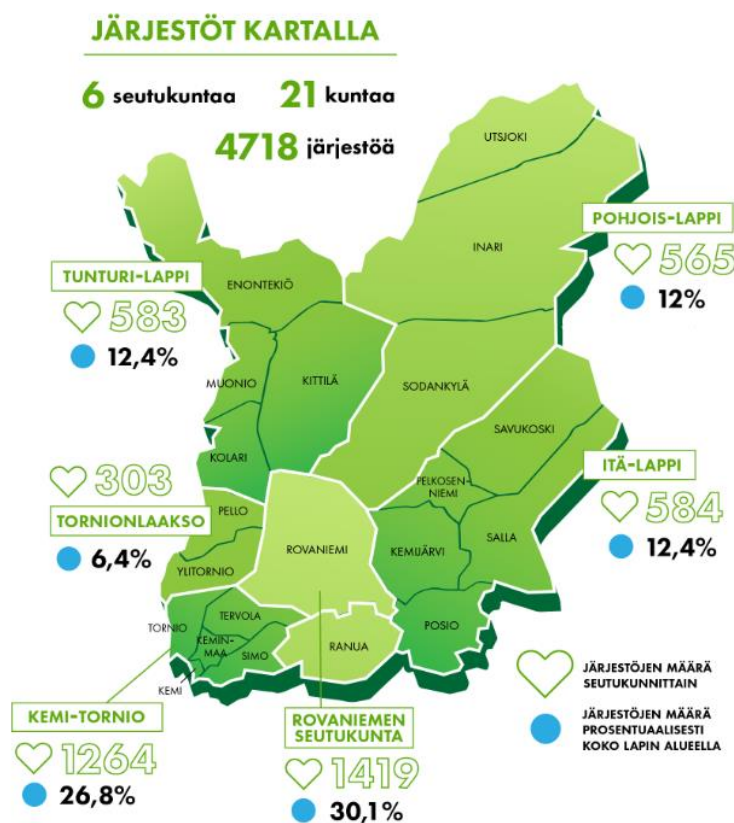 JÄRJESTÖT KARTALLA
6 seutukuntaa 21 kuntaa
4718 järjestöä
UTSJOKI
INARI
POHJOIS-LAPPI
565
12%
TUNTURI-LAPPI
583
12,4%
ENONTEKIÖ
MUONIO
KITTILÄ
SODANKYLÄ
KOLARI
SAVUKOSKI
PELKOSEN-
NIEMI
ITÄ-LAPPI
584
12,4%
303
TORNIONLAAKSO
6,4%
PELLO
YLITORNIO
ROVANIEMI
KEMIJÄRVI
SALLA
TORNIO
TERVOLA
KEMIN-
MAA
SIMO
KEMI
RANUA
POSIO
KEMI-TORNIO
1264
26,8%
ROVANIEMEN
SEUTUKUNTA
1419
30,1%
JÄRJESTÖJEN MÄÄRÄ
SEUTUKUNNITTAIN
JÄRJESTÖJEN MÄÄRÄ
PROSENTUAALISESTI
KOKO LAPIN ALUEELLA